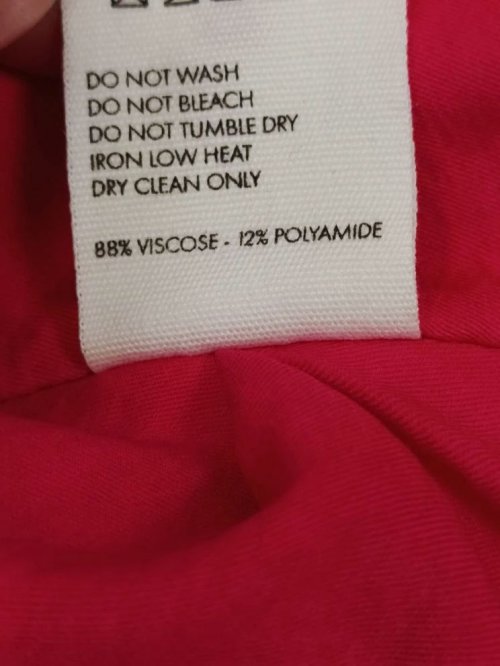 DO NOT WASH
DO NOT BLEACH
DO NOT TUMBLE DRY
IRON LOW HEAT
DRY CLEAN ONLY
88% VISCOSE - 12% POLYAMIDE